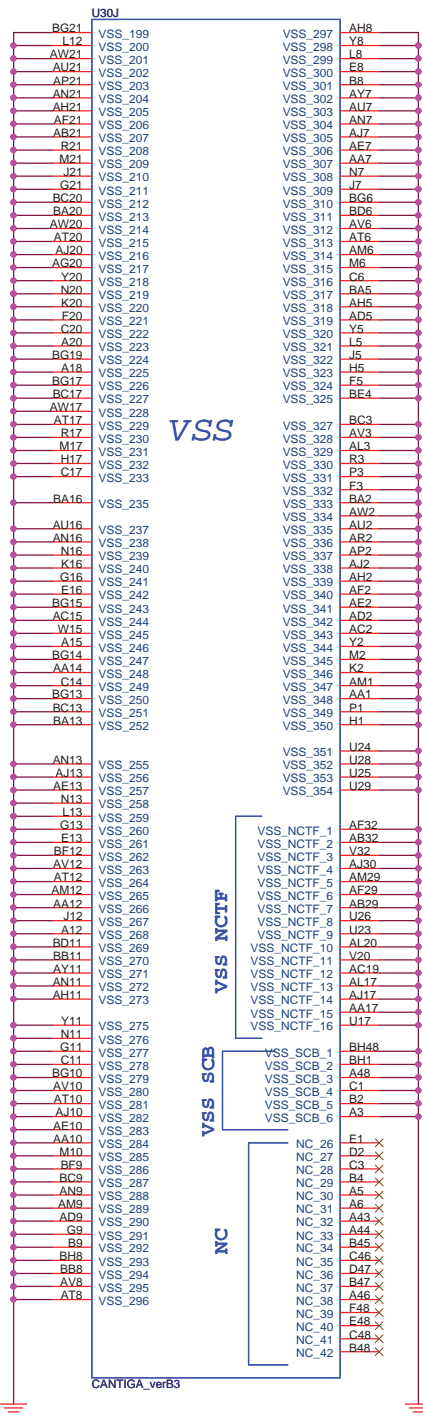 U30J
BG21 VSS_199
L12 VSS_200
AW21 VSS_201
AU21 VSS_202
AP21 VSS_203
AN21 VSS_204
AH21 VSS_205
AF21 VSS_206
AB21 VSS_207
R21 VSS_208
M21 VSS_209
J21 VSS_210
G21 VSS_211
BC20 VSS_212
BA20 VSS_213
AW20 VSS_214
AT20 VSS_215
AJ20 VSS_216
AG20 VSS_217
Y20 VSS_218
N20 VSS_219
K20 VSS_220
F20 VSS_221
C20 VSS_222
A20 VSS_223
BG19 VSS_224
A18 VSS_225
BG17 VSS_226
BC17 VSS_227
AW17 VSS_228
AT17 VSS_229
R17 VSS_230
M17 VSS_231
H17 VSS_232
C17 VSS_233
BA16 VSS_235
AU16 VSS_237
AN16 VSS_238
N16 VSS_239
K16 VSS_240
G16 VSS_241
E16 VSS_242
BG15 VSS_243
AC15 VSS_244
W15 VSS_245
A15 VSS_246
BG14 VSS_247
AA14 VSS_248
C14 VSS_249
BG13 VSS_250
BC13 VSS_251
BA13 VSS_252
AN13 VSS_255
AJ13 VSS_256
AE13 VSS_257
N13 VSS_258
L13 VSS_259
G13 VSS_260
E13 VSS_261
BF12 VSS_262
AV12 VSS_263
AT12 VSS_264
AM12 VSS_265
AA12 VSS_266
J12 VSS_267
A12 VSS_268
BD11 VSS_269
BB11 VSS_270
AY11 VSS_271
AN11 VSS_272
AH11 VSS_273
Y11 VSS_275
N11 VSS_276
G11 VSS_277
C11 VSS_278
BG10 VSS_279
AV10 VSS_280
AT10 VSS_281
AJ10 VSS_282
AE10 VSS_283
AA10 VSS_284
M10 VSS_285
BF9 VSS_286
BC9 VSS_287
AN9 VSS_288
AM9 VSS_289
AD9 VSS_290
G9 VSS_291
B9 VSS_292
BH8 VSS_293
BB8 VSS_294
AV8 VSS_295
AT8 VSS_296
VSS
VSS_297 AH8
VSS_298 Y8
VSS_299 L8
VSS_300 E8
VSS_301 B8
VSS_302 AY7
VSS_303 AU7
VSS_304 AN7
VSS_305 AJ7
VSS_306 AE7
VSS_307 AA7
VSS_308 N7
VSS_309 J7
VSS_310 BG6
VSS_311 BD6
VSS_312 AV6
VSS_313 AT6
VSS_314 AM6
VSS_315 M6
VSS_316 C6
VSS_317 BA5
VSS_318 AH5
VSS_319 AD5
VSS_320 Y5
VSS_321 L5
VSS_322 J5
VSS_323 H5
VSS_324 F5
VSS_325 BE4
VSS_327 BC3
VSS_328 AV3
VSS_329 AL3
VSS_330 R3
VSS_331 P3
VSS_332 F3
VSS_333 BA2
VSS_334 AW2
VSS_335 AU2
VSS_336 AR2
VSS_337 AP2
VSS_338 AJ2
VSS_339 AH2
VSS_340 AF2
VSS_341 AE2
VSS_342 AD2
VSS_343 AC2
VSS_344 Y2
VSS_345 M2
VSS_346 K2
VSS_347 AM1
VSS_348 AA1
VSS_349 P1
VSS_350 H1
VSS_351 U24
VSS_352 U28
VSS_353 U25
VSS_354 U29
VSS NCTF
VSS_NCTF_1 AF32
VSS_NCTF_2 AB32
VSS_NCTF_3 V32
VSS_NCTF_4 AJ30
VSS_NCTF_5 AM29
VSS_NCTF_6 AF29
VSS_NCTF_7 AB29
VSS_NCTF_8 U26
VSS_NCTF_9 U23
VSS_NCTF_10 AL20
VSS_NCTF_11 V20
VSS_NCTF_12 AC19
VSS_NCTF_13 AL17
VSS_NCTF_14 AJ17
VSS_NCTF_15 AA17
VSS_NCTF_16 U17
VSS SCB
VSS_SCB_1 BH48
VSS_SCB_2 BH1
VSS_SCB_3 A48
VSS_SCB_4 C1
VSS_SCB_5 B2
VSS_SCB_6 A3
NC
NC_26 E1
NC_27 D2
NC_28 C3
NC_29 B4
NC_30 A5
NC_31 A6
NC_32 A43
NC_33 A44
NC_34 B45
NC_35 C46
NC_36 D47
NC_37 B47
NC_38 A46
NC_39 F48
NC_40 E48
NC_41 C48
NC_42 B48
CANTIGA_verB3